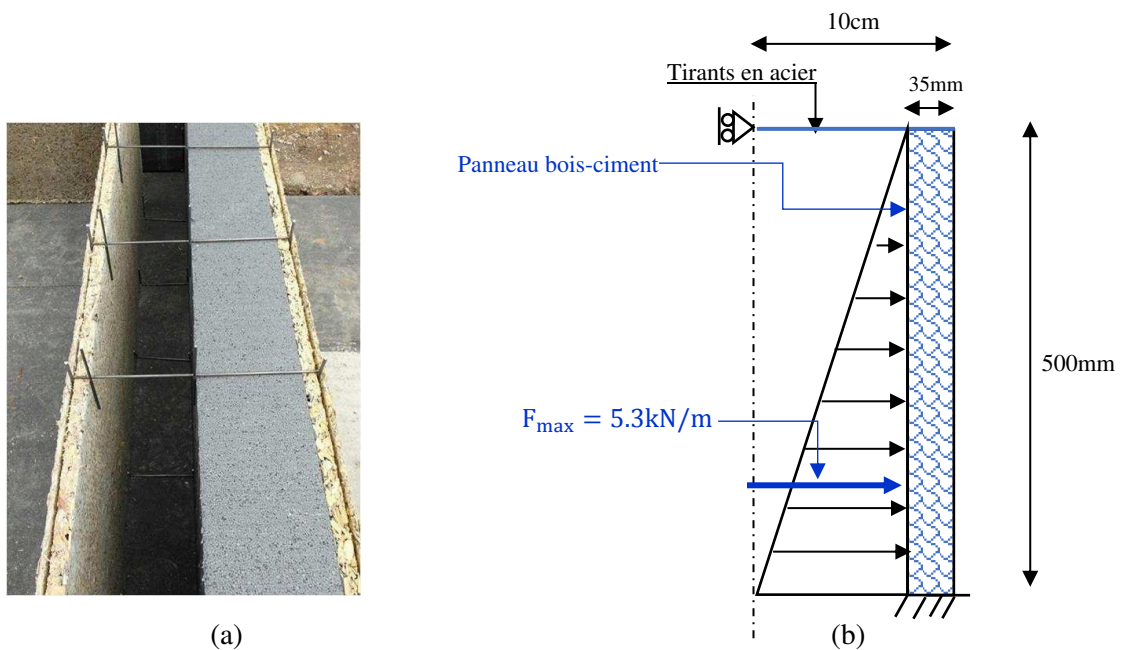 10cm
Tirants en acier
35mm
Panneau bois-ciment
500mm
F_max = 5.3kN/m
(a)
(b)